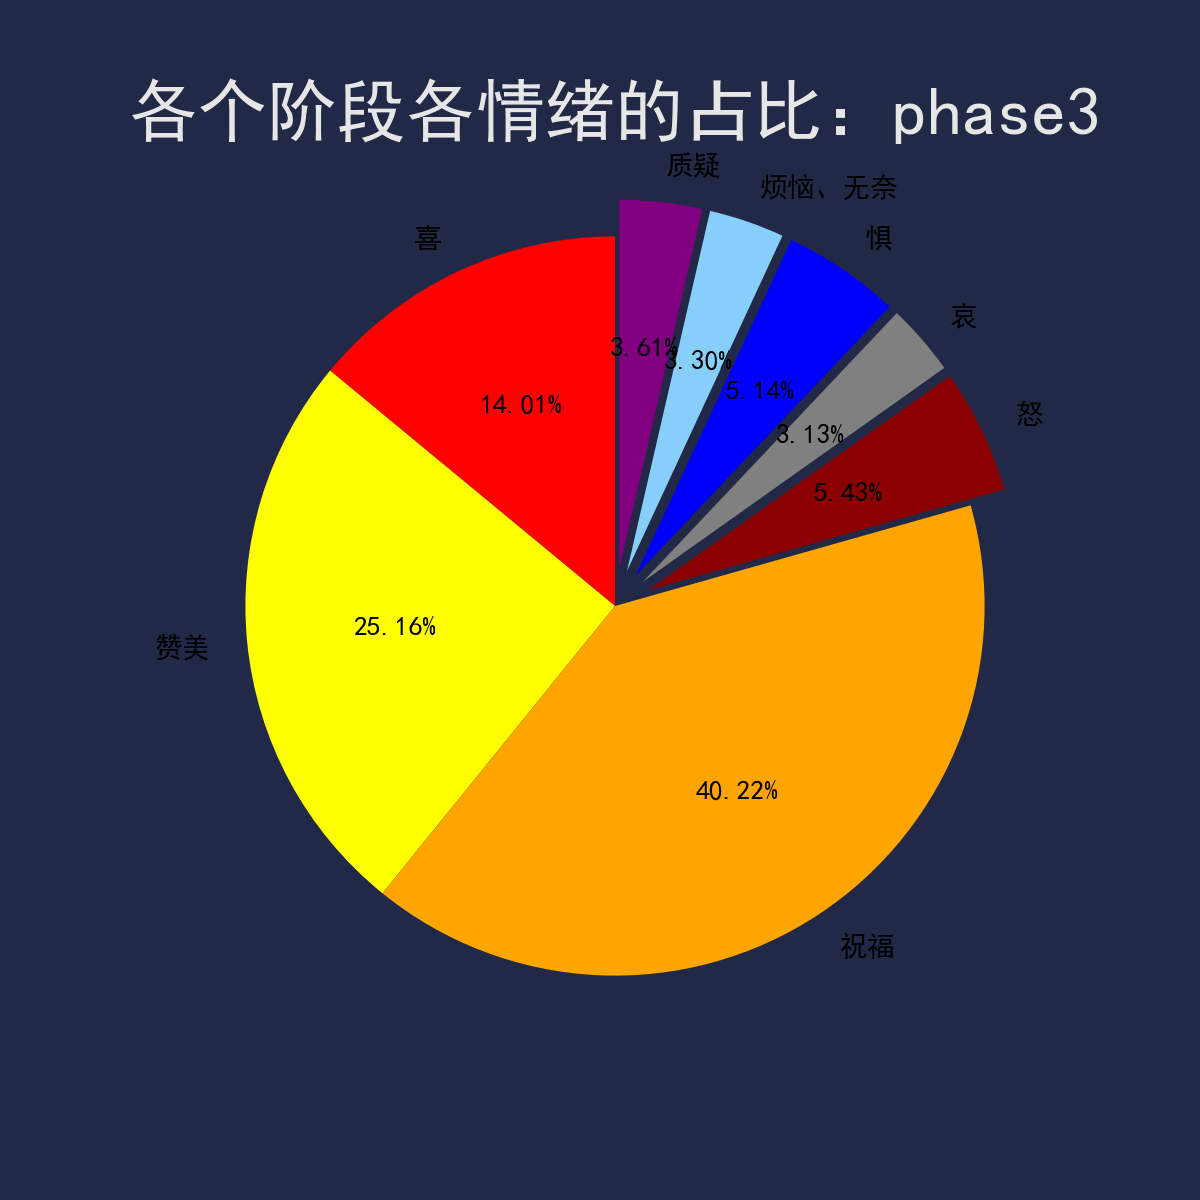 各个阶段各情绪的占比：phase3
质疑
烦恼、无奈
喜
惧
哀
怒
3.61%
3.30%
5.14%
14.01%
3.13%
5.43%
25.16%
赞美
40.22%
祝福